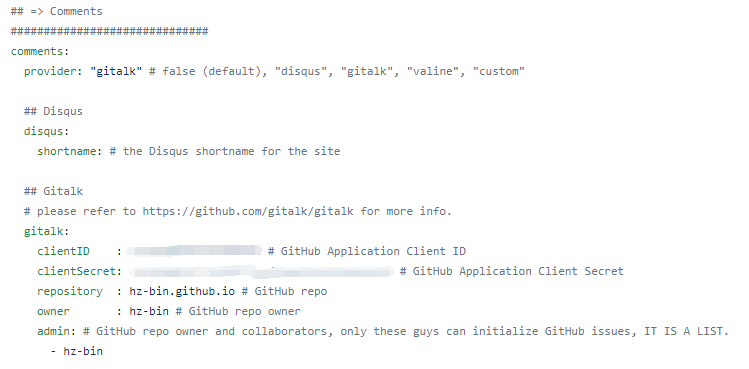 ## => Comments
##############################
comments:
provider: "gitalk" # false (default), "disqus", "gitalk", "valine", "custom"
## Disqus
disqus:
shortname: # the Disqus shortname for the site
## Gitalk
# please refer to https://github.com/gitalk/gitalk for more info.
gitalk:
clientID    : # GitHub Application Client ID
clientSecret: # GitHub Application Client Secret
repository  : hz-bin.github.io # GitHub repo
owner       : hz-bin # GitHub repo owner
admin: # GitHub repo owner and collaborators, only these guys can initialize GitHub issues, IT IS A LIST.
- hz-bin